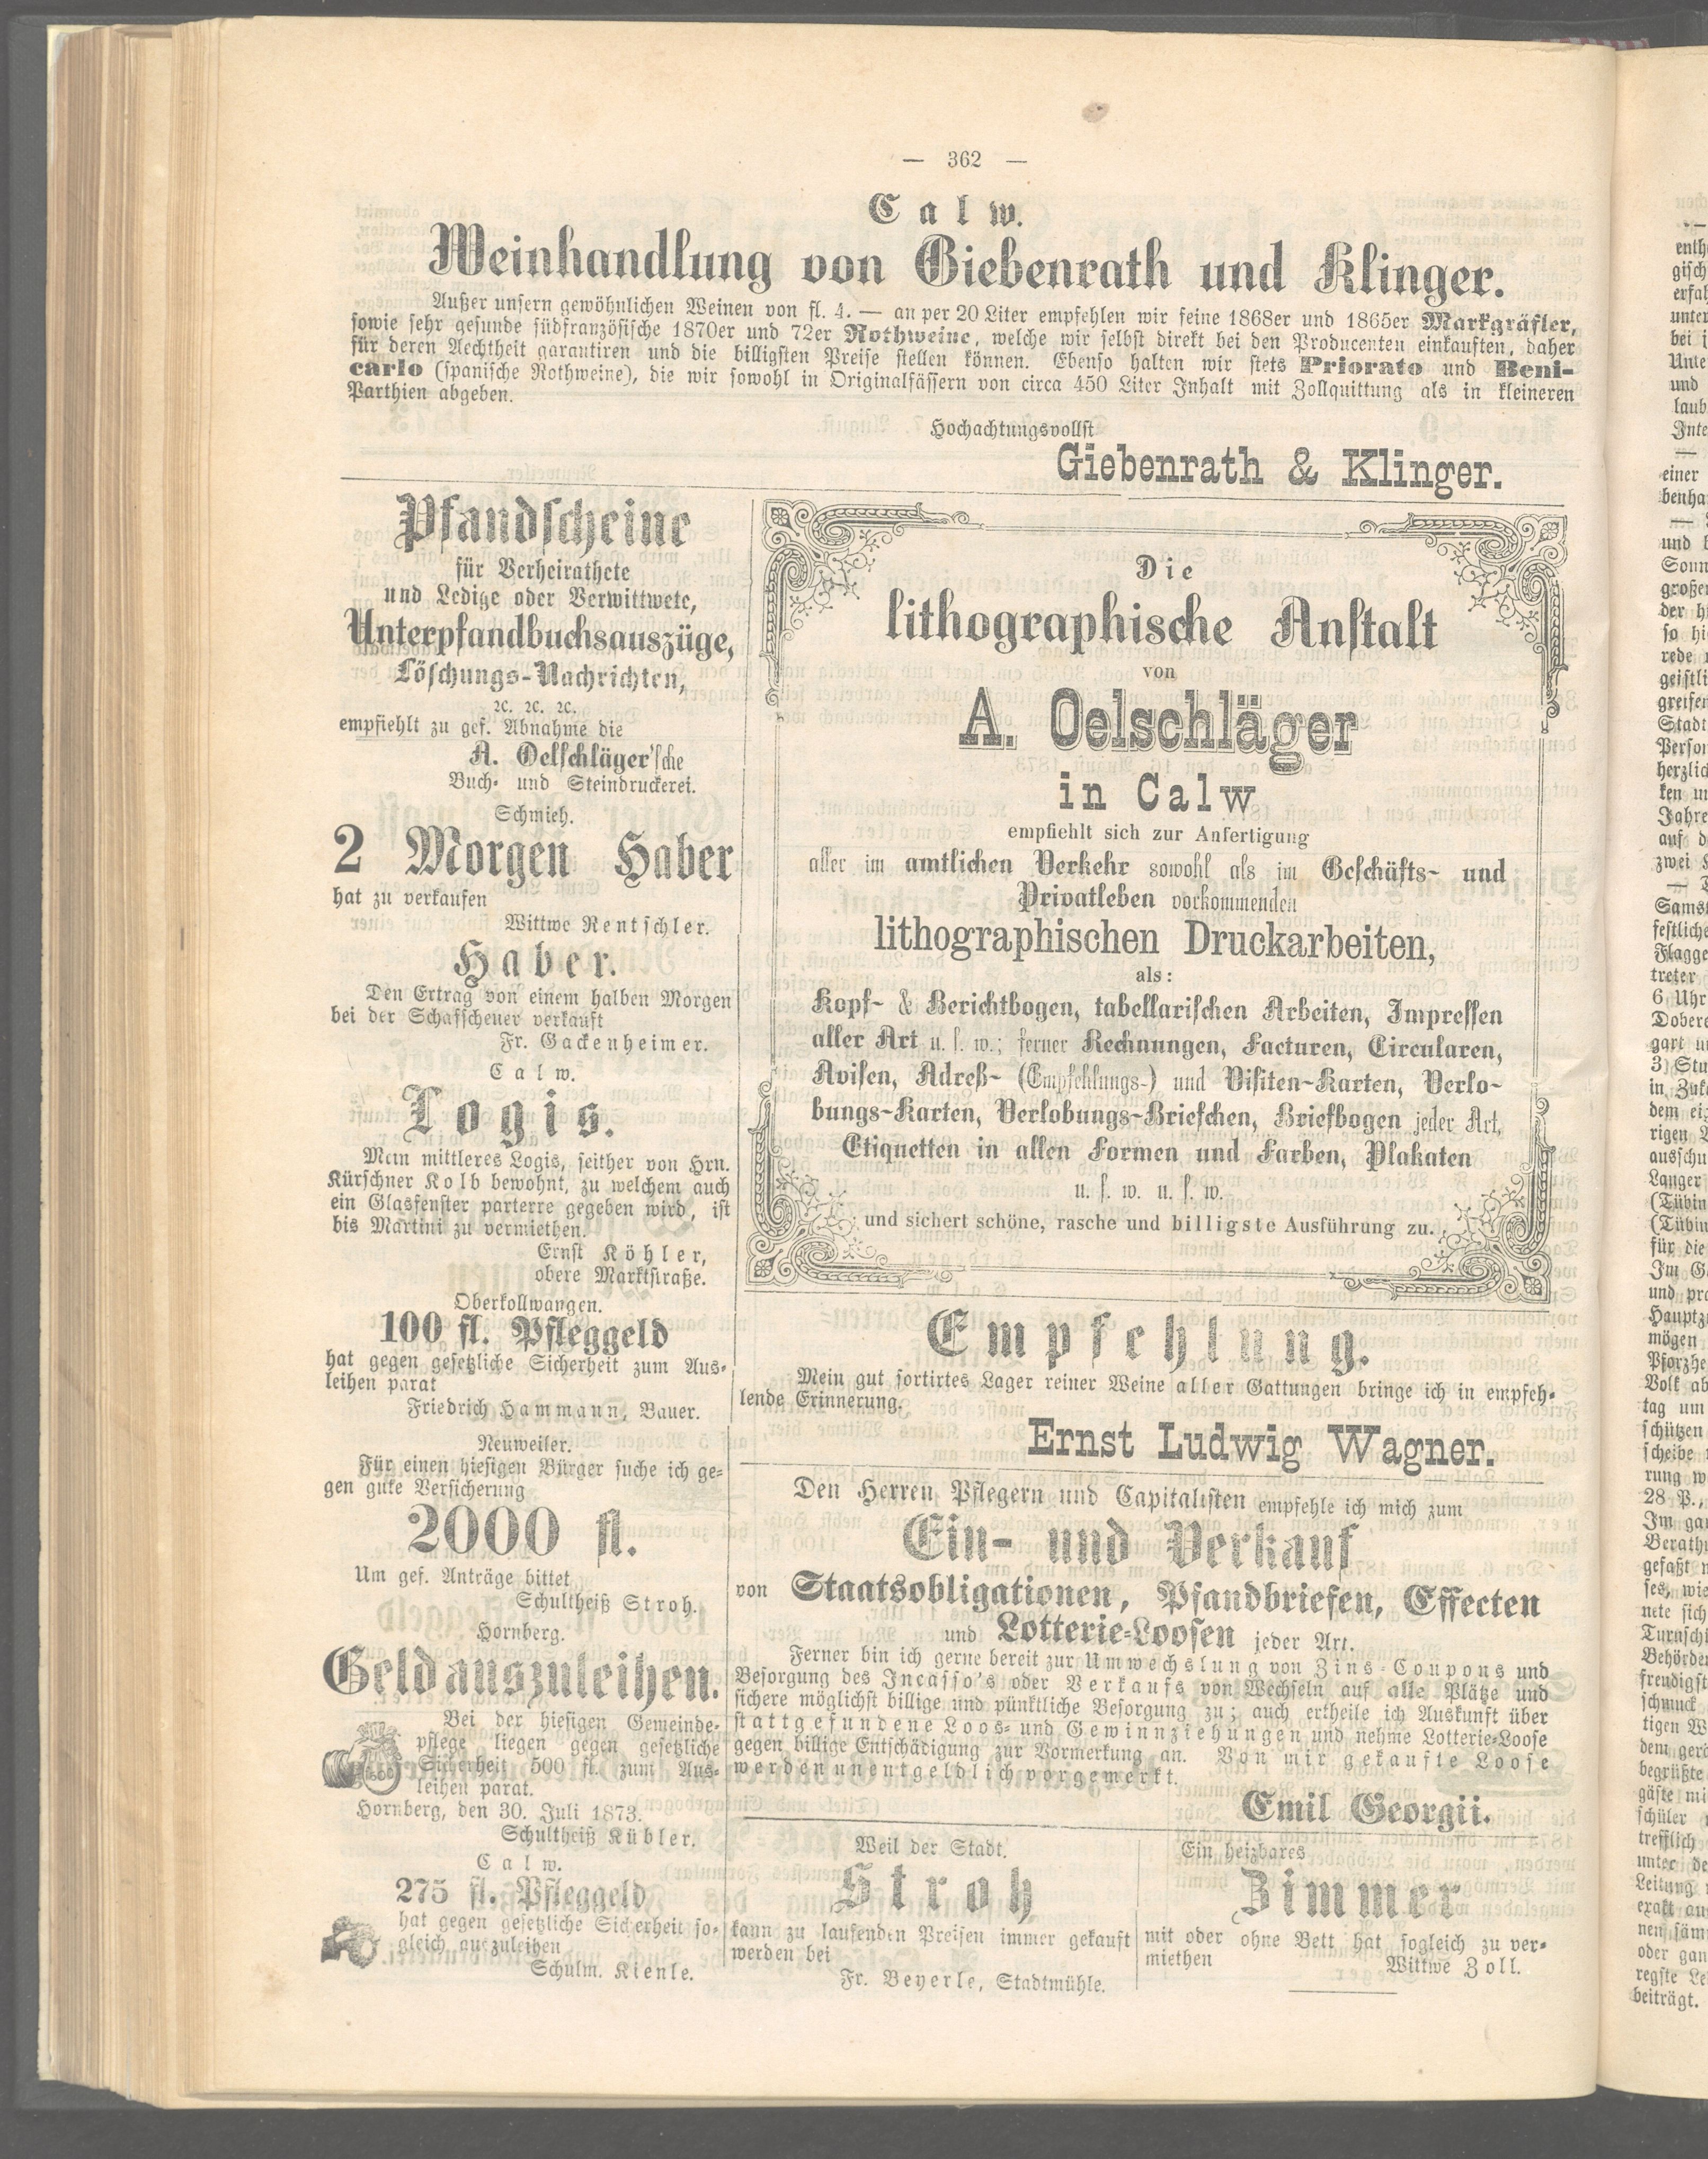 — 362 —
Calw.
Weinhandlung von Giebenrath und Klinger.
Außer unsern gewöhnlichen Weinen von fl. 4. — an per 20 Liter empfehlen wir feine 1868er und 1865er Markgräfler,
sowie sehr gesunde südfranzösische 1870er und 72er Rothweine, welche wir selbst direkt bei den Producenten einkauften, daher
für deren Aechtheit garantiren und die billigsten Preise stellen können. Ebenso halten wir stets Priorato und Beni-
carlo (spanische Rothweine), die wir sowohl in Originalfässern von circa 450 Liter Inhalt mit Zollquittung als in kleineren
Parthien abgeben.
Hochachtungsvollst
Giebenrath & Klinger.
Pfandscheine
für Verheirathete
und Ledige oder Verwittwete,
Unterpfandbuchsauszüge,
Löschungs-Nachrichten,
ꝛc. ꝛc. ꝛc.
empfiehlt zu gef. Abnahme die
A. Oelschläger'sche
Buch- und Steindruckerei.
Schmieh.
2 Morgen Haber
hat zu verkaufen
Wittwe Rentschler.
Haber.
Den Ertrag von einem halben Morgen
bei der Schafscheuer verkauft
Fr. Gackenheimer.
Calw.
Logis.
Mein mittleres Logis, seither von Hrn.
Kürschner Kolb bewohnt, zu welchem auch
ein Glasfenster parterre gegeben wird, ist
bis Martini zu vermiethen.
Ernst Köhler,
obere Marktstraße.
Oberkollwangen.
100 fl. Pfleggeld
hat gegen gesetzliche Sicherheit zum Aus-
leihen parat
Friedrich Hammann, Bauer.
Neuweiler.
Für einen hiesigen Bürger suche ich ge-
gen gute Versicherung
2000 fl.
Um gef. Anträge bittet
Schultheiß Stroh.
Hornberg.
Geld auszuleihen.
Bei der hiesigen Gemeinde-
pflege liegen gegen gesetzliche
Sicherheit 500 fl. zum Aus-
leihen parat.
Hornberg, den 30. Juli 1873.
Schultheiß Kübler.
Calw.
275 fl. Pfleggeld
hat gegen gesetzliche Sicherheit so-
gleich auszuleihen
Schulm. Kienle.
Die
lithographische Anstalt
von
A. Oelschläger
in Calw
empfiehlt sich zur Anfertigung
aller im amtlichen Verkehr sowohl als im Geschäfts- und
Privatleben vorkommenden
lithographischen Druckarbeiten,
als:
Kopf- & Berichtbogen, tabellarischen Arbeiten, Impressen
aller Art u. s. w.; ferner Rechnungen, Facturen, Circularen,
Avisen, Adreß- (Empfehlungs-) und Visiten-Karten, Verlo-
bungs-Karten, Verlobungs-Briefchen, Briefbogen jeder Art,
Etiquetten in allen Formen und Farben, Plakaten
u. s. w. u. s. w.
und sichert schöne, rasche und billigste Ausführung zu.
Empfehlung.
Mein gut sortirtes Lager reiner Weine aller Gattungen bringe ich in empfeh-
lende Erinnerung.
Ernst Ludwig Wagner.
Den Herren Pflegern und Capitalisten empfehle ich mich zum
Ein- und Verkauf
von Staatsobligationen, Pfandbriefen, Effecten
und Lotterie-Loosen jeder Art.
Ferner bin ich gerne bereit zur Umwechslung von Zins-Coupons und
Besorgung des Incasso's oder Verkaufs von Wechseln auf alle Plätze und
sichere möglichst billige und pünktliche Besorgung zu; auch ertheile ich Auskunft über
stattgefundene Loos- und Gewinnziehungen und nehme Lotterie-Loose
gegen billige Entschädigung zur Vormerkung an. Von mir gekaufte Loose
werden unentgeldlich vorgemerkt.
Emil Georgii.
Weil der Stadt.
Stroh
kann zu laufenden Preisen immer gekauft
werden bei
Fr. Beyerle, Stadtmühle.
Ein heizbares
Zimmer
mit oder ohne Bett hat sogleich zu ver-
miethen
Wittwe Zoll.